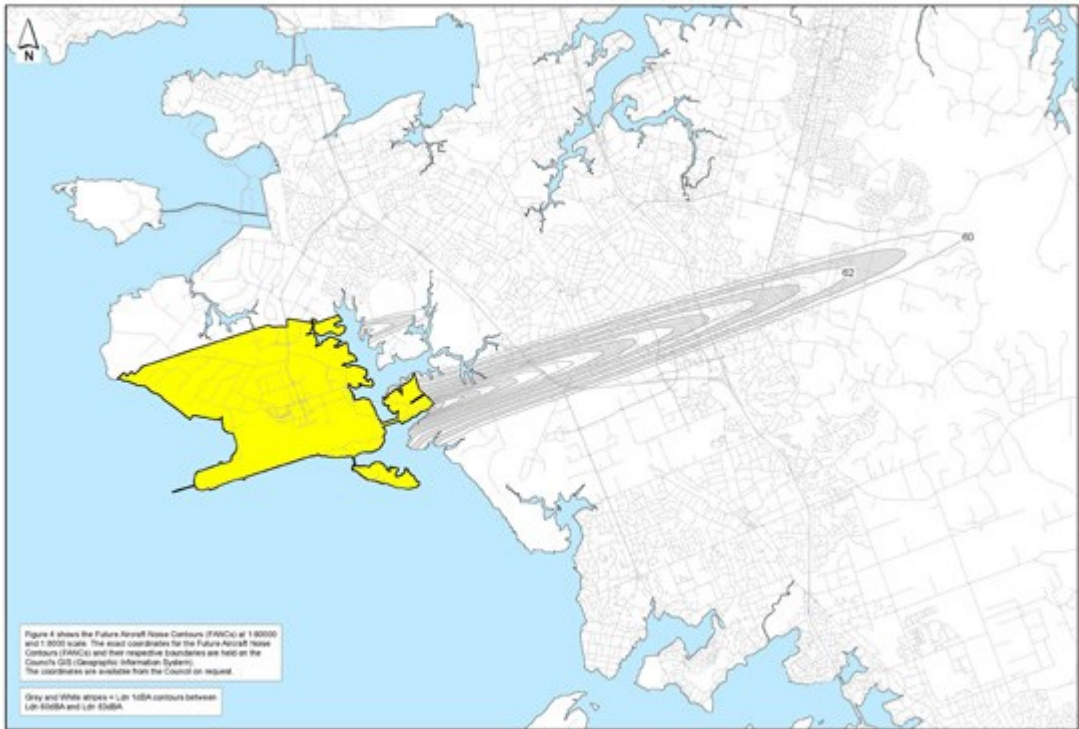 N
60
62
Figure 4 shows the Future Aircraft Noise Contours (FANCs) at 1:80000
and 1:8000 scale. The exact coordinates for the Future Aircraft Noise
Contours (FANCs) and their respective boundaries are held on the
Council's GIS (Geographic Information System).
The coordinates are available from the Council on request.
Grey and White stripes = Ldn 1dBA contours between
Ldn 60dBA and Ldn